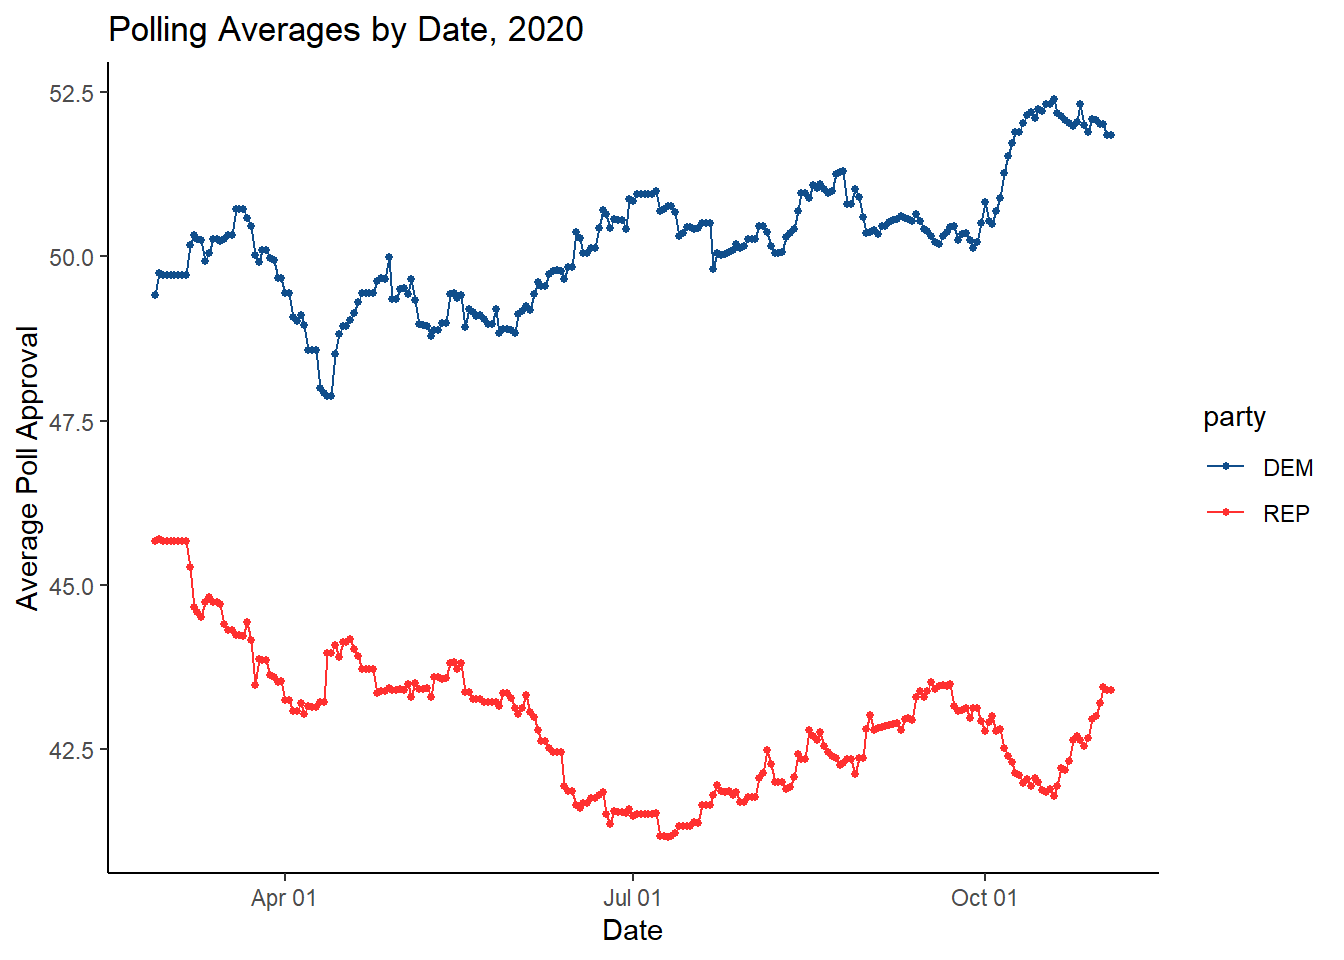 Polling Averages by Date, 2020
52.5
50.0
47.5
45.0
42.5
Average Poll Approval
Apr 01
Jul 01
Oct 01
Date
party
DEM
REP